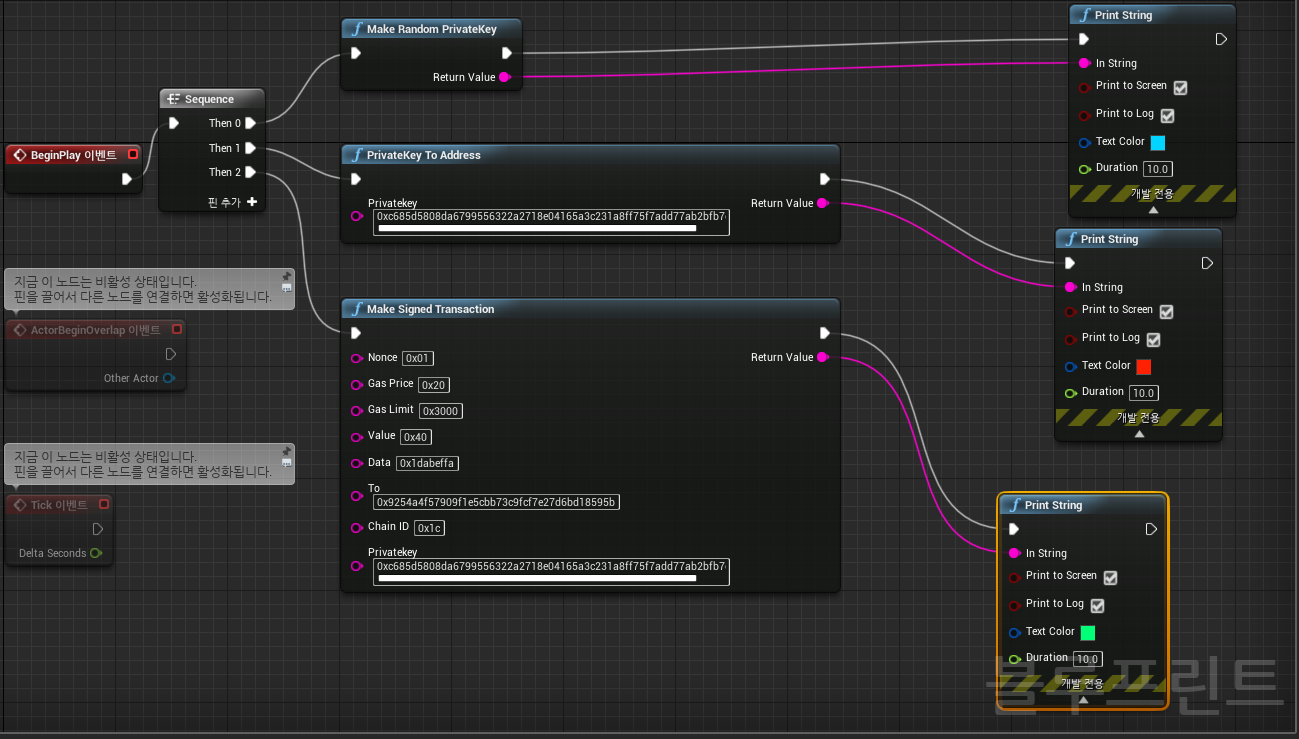 Make Random PrivateKey
Return Value
Print String
In String
Print to Screen
Print to Log
Text Color
Duration 10.0
개발 전용
Sequence
Then 0
Then 1
Then 2
핀 추가
BeginPlay 이벤트
PrivateKey To Address
Privatekey
0xc685d5808da6799556322a2718e04165a3c231a8ff75f7add77ab2bfb7
Return Value
Print String
In String
Print to Screen
Print to Log
Text Color
Duration 10.0
개발 전용
지금 이 노드는 비활성 상태입니다.
핀을 끌어서 다른 노드를 연결하면 활성화됩니다.
ActorBeginOverlap 이벤트
Other Actor
지금 이 노드는 비활성 상태입니다.
핀을 끌어서 다른 노드를 연결하면 활성화됩니다.
Tick 이벤트
Delta Seconds
Make Signed Transaction
Nonce 0x01
Return Value
Gas Price 0x20
Gas Limit 0x3000
Value 0x40
Data 0x1dabeffa
To
0x9254a4f57909f1e5cbb73c9fcf7e27d6bd18595b
Chain ID 0x1c
Privatekey
0xc685d5808da6799556322a2718e04165a3c231a8ff75f7add77ab2bfb7
Print String
In String
Print to Screen
Print to Log
Text Color
Duration 10.0
개발 전용
블루프린트